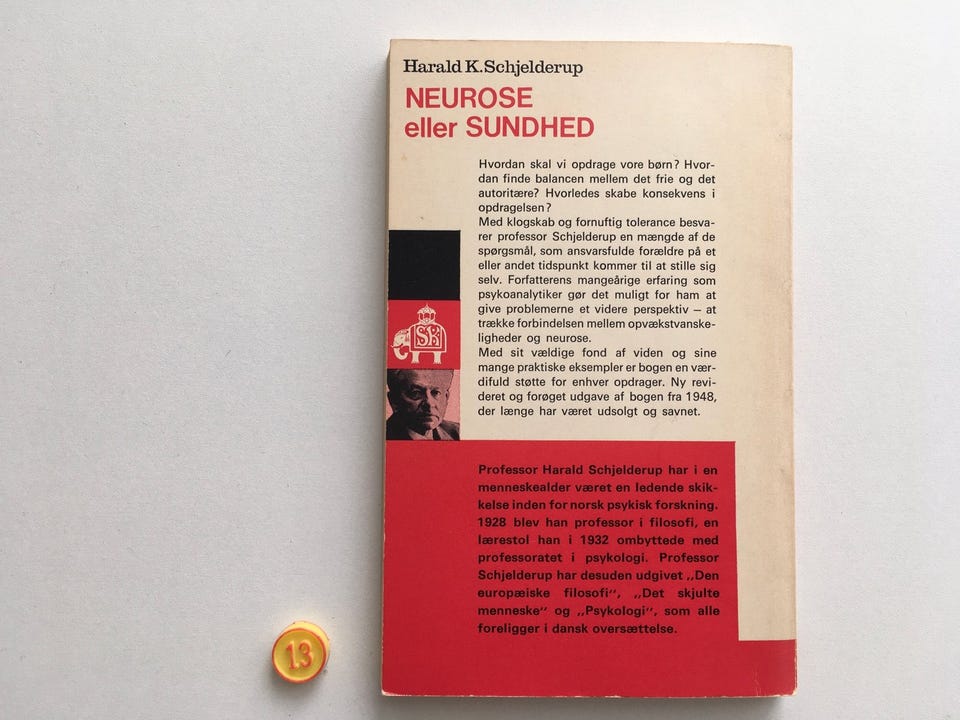 Harald K. Schjelderup
NEUROSE
eller SUNDHED
Hvordan skal vi opdrage vore børn? Hvor-
dan finde balancen mellem det frie og det
autoritære? Hvorledes skabe konsekvens i
opdragelsen?
Med klogskab og fornuftig tolerance besva-
rer professor Schjelderup en mængde af de
spørgsmål, som ansvarsfulde forældre på et
eller andet tidspunkt kommer til at stille sig
selv. Forfatterens mangeårige erfaring som
psykoanalytiker gør det muligt for ham at
give problemerne et videre perspektiv – at
trække forbindelsen mellem opvækstvanske-
ligheder og neurose.
Med sit vældige fond af viden og sine
mange praktiske eksempler er bogen en vær-
difuld støtte for enhver opdrager. Ny revi-
deret og forøget udgave af bogen fra 1948,
der længe har været udsolgt og savnet.
SK
Professor Harald Schjelderup har i en
menneskealder været en ledende skik-
kelse inden for norsk psykisk forskning.
1928 blev han professor i filosofi, en
lærestol han i 1932 ombyttede med
professoratet i psykologi. Professor
Schjelderup har desuden udgivet „Den
europæiske filosofi“, „Det skjulte
menneske“ og „Psykologi“, som alle
foreligger i dansk oversættelse.
13